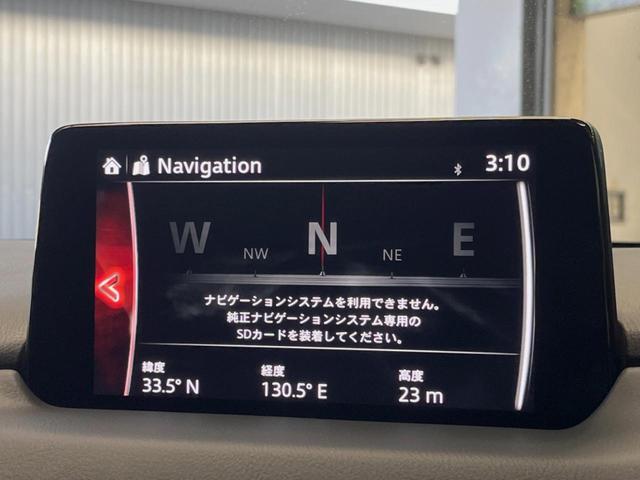 Navigation 3:10
W NW N NE E
ナビゲーションシステムを利用できません。
純正ナビゲーションシステム専用の
SDカードを装着してください。
緯度 経度 高度
33.5° N 130.5° E 23 m